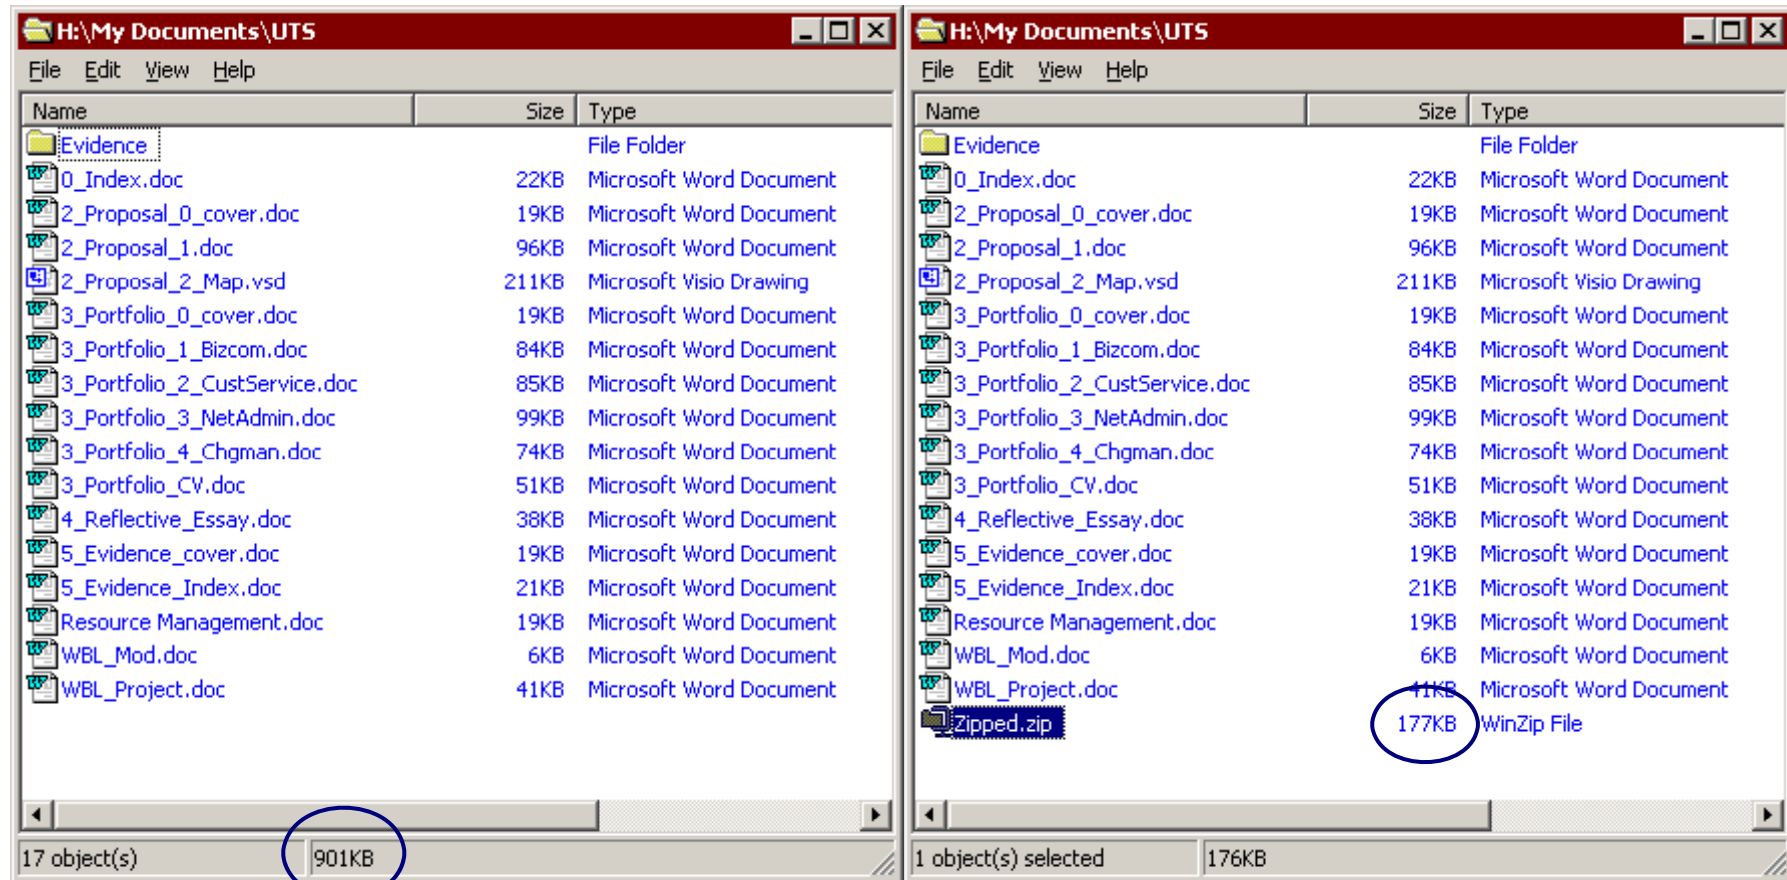 H:\My Documents\UTS
File Edit View Help
Name Size Type
Evidence File Folder
0_Index.doc 22KB Microsoft Word Document
2_Proposal_0_cover.doc 19KB Microsoft Word Document
2_Proposal_1.doc 96KB Microsoft Word Document
2_Proposal_2_Map.vsd 211KB Microsoft Visio Drawing
3_Portfolio_0_cover.doc 19KB Microsoft Word Document
3_Portfolio_1_Bizcom.doc 84KB Microsoft Word Document
3_Portfolio_2_CustService.doc 85KB Microsoft Word Document
3_Portfolio_3_NetAdmin.doc 99KB Microsoft Word Document
3_Portfolio_4_Chgman.doc 74KB Microsoft Word Document
3_Portfolio_CV.doc 51KB Microsoft Word Document
4_Reflective_Essay.doc 38KB Microsoft Word Document
5_Evidence_cover.doc 19KB Microsoft Word Document
5_Evidence_Index.doc 21KB Microsoft Word Document
Resource Management.doc 19KB Microsoft Word Document
WBL_Mod.doc 6KB Microsoft Word Document
WBL_Project.doc 41KB Microsoft Word Document
17 object(s) 901KB
H:\My Documents\UTS
File Edit View Help
Name Size Type
Evidence File Folder
0_Index.doc 22KB Microsoft Word Document
2_Proposal_0_cover.doc 19KB Microsoft Word Document
2_Proposal_1.doc 96KB Microsoft Word Document
2_Proposal_2_Map.vsd 211KB Microsoft Visio Drawing
3_Portfolio_0_cover.doc 19KB Microsoft Word Document
3_Portfolio_1_Bizcom.doc 84KB Microsoft Word Document
3_Portfolio_2_CustService.doc 85KB Microsoft Word Document
3_Portfolio_3_NetAdmin.doc 99KB Microsoft Word Document
3_Portfolio_4_Chgman.doc 74KB Microsoft Word Document
3_Portfolio_CV.doc 51KB Microsoft Word Document
4_Reflective_Essay.doc 38KB Microsoft Word Document
5_Evidence_cover.doc 19KB Microsoft Word Document
5_Evidence_Index.doc 21KB Microsoft Word Document
Resource Management.doc 19KB Microsoft Word Document
WBL_Mod.doc 6KB Microsoft Word Document
WBL_Project.doc 41KB Microsoft Word Document
Zipped.zip 177KB WinZip File
1 object(s) selected 176KB